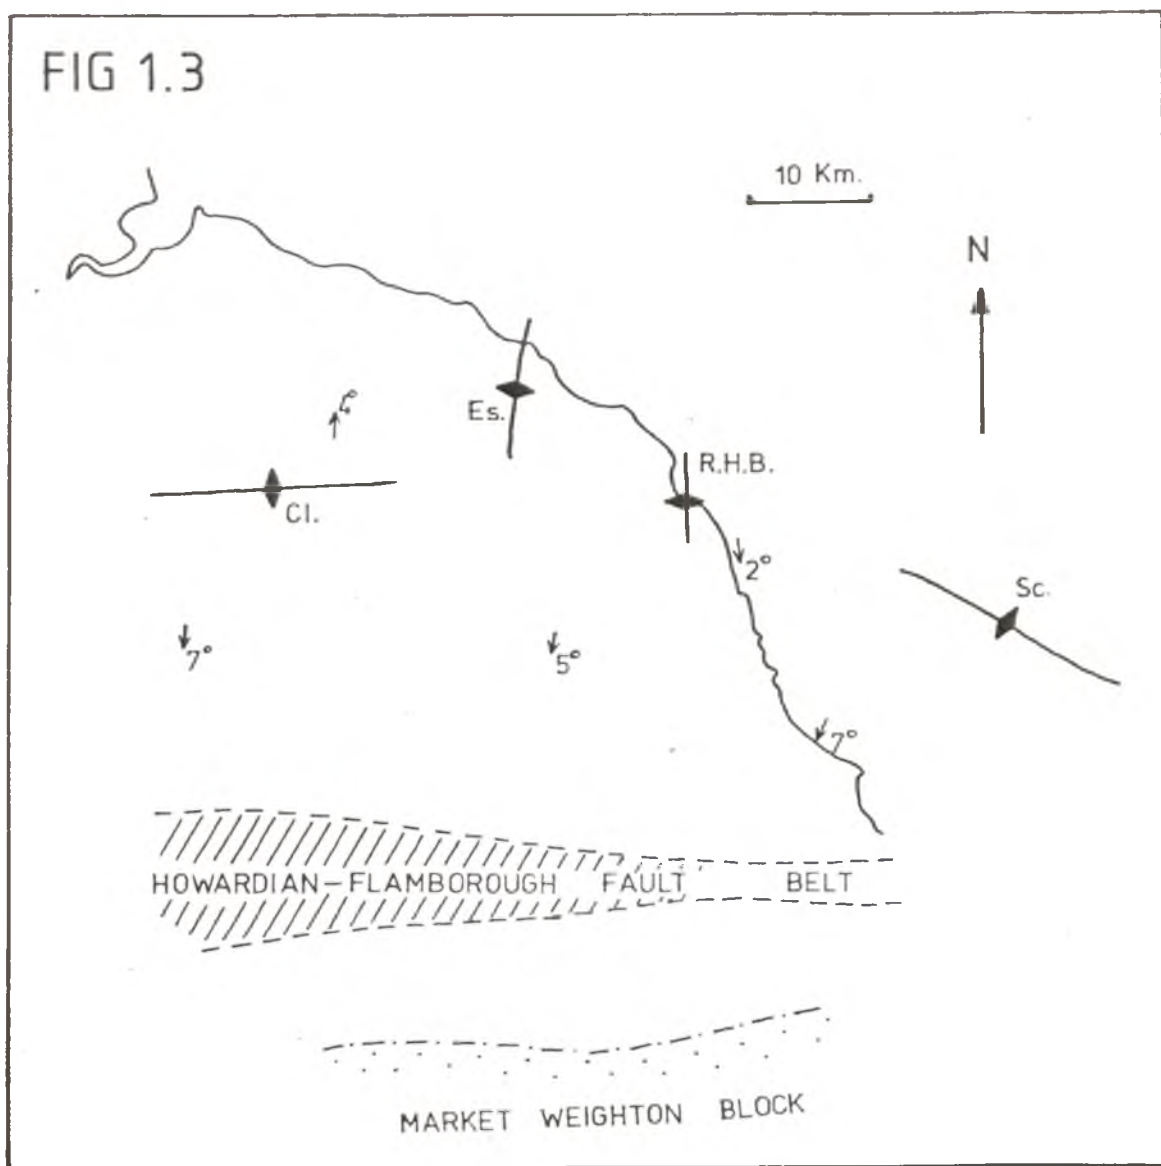 FIG 1.3
10 Km.
N
Es.
R.H.B.
Cl.
2°
Sc.
7°
5°
7°
HOWARDIAN-FLAMBOROUGH FAULT BELT
MARKET WEIGHTON BLOCK